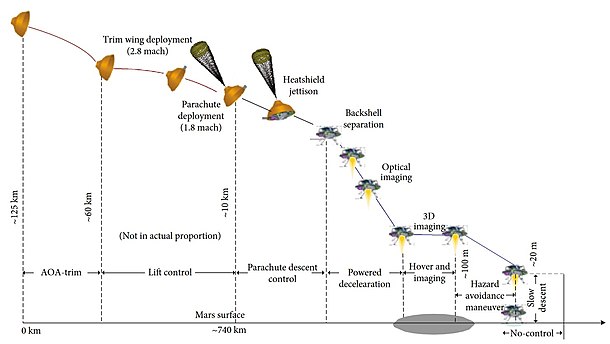 Trim wing deployment
(2.8 mach)
Heatshield
jettison
Parachute
deployment
(1.8 mach)
Backshell
separation
Optical
imaging
3D
imaging
~125 km
~60 km
~10 km
(Not in actual proportion)
~100 m
~20 m
AOA-trim
Lift control
Parachute descent
control
Powered
decelearation
Hover and
imaging
Hazard
avoidance
maneuver
Slow
descent
Mars surface
0 km
~740 km
No-control